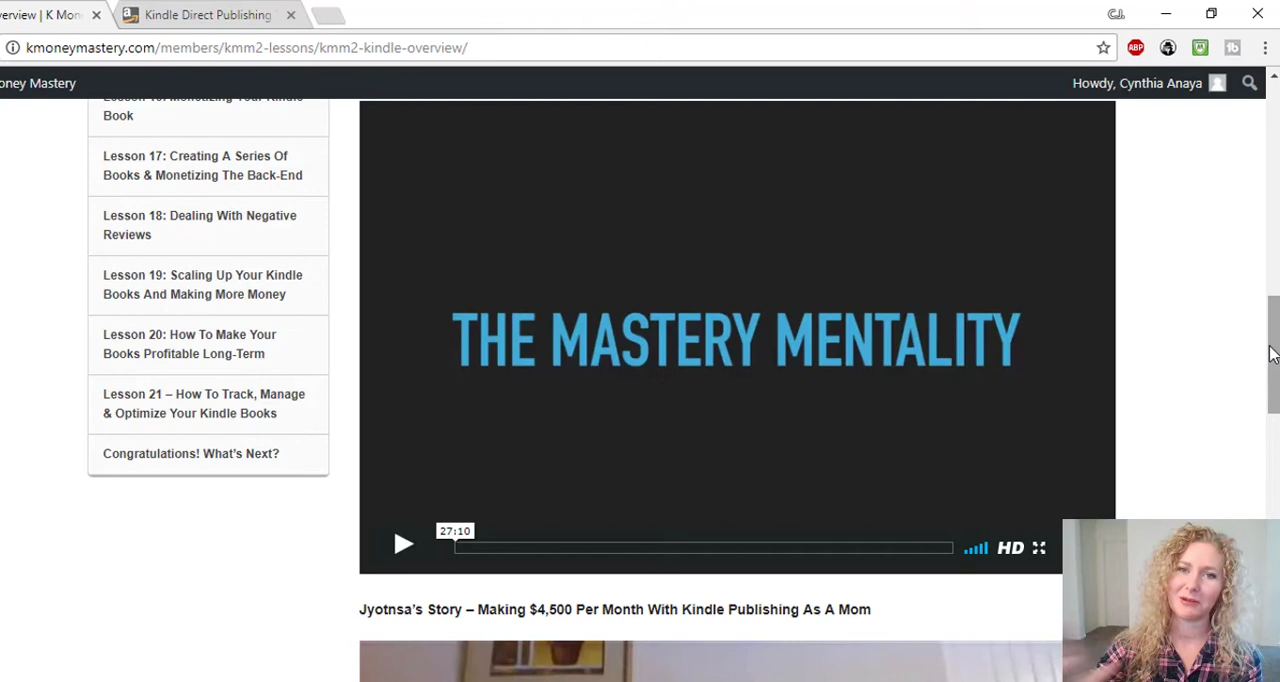 erview | K Mon
Kindle Direct Publishing
C.J.
kmoneymastery.com/members/kmm2-lessons/kmm2-kindle-overview/
ABP
oney Mastery
Howdy, Cynthia Anaya
Book
Lesson 17: Creating A Series Of
Books & Monetizing The Back-End
Lesson 18: Dealing With Negative
Reviews
Lesson 19: Scaling Up Your Kindle
Books And Making More Money
Lesson 20: How To Make Your
Books Profitable Long-Term
Lesson 21 – How To Track, Manage
& Optimize Your Kindle Books
Congratulations! What's Next?
THE MASTERY MENTALITY
27:10
HD
Jyotnsa's Story – Making $4,500 Per Month With Kindle Publishing As A Mom